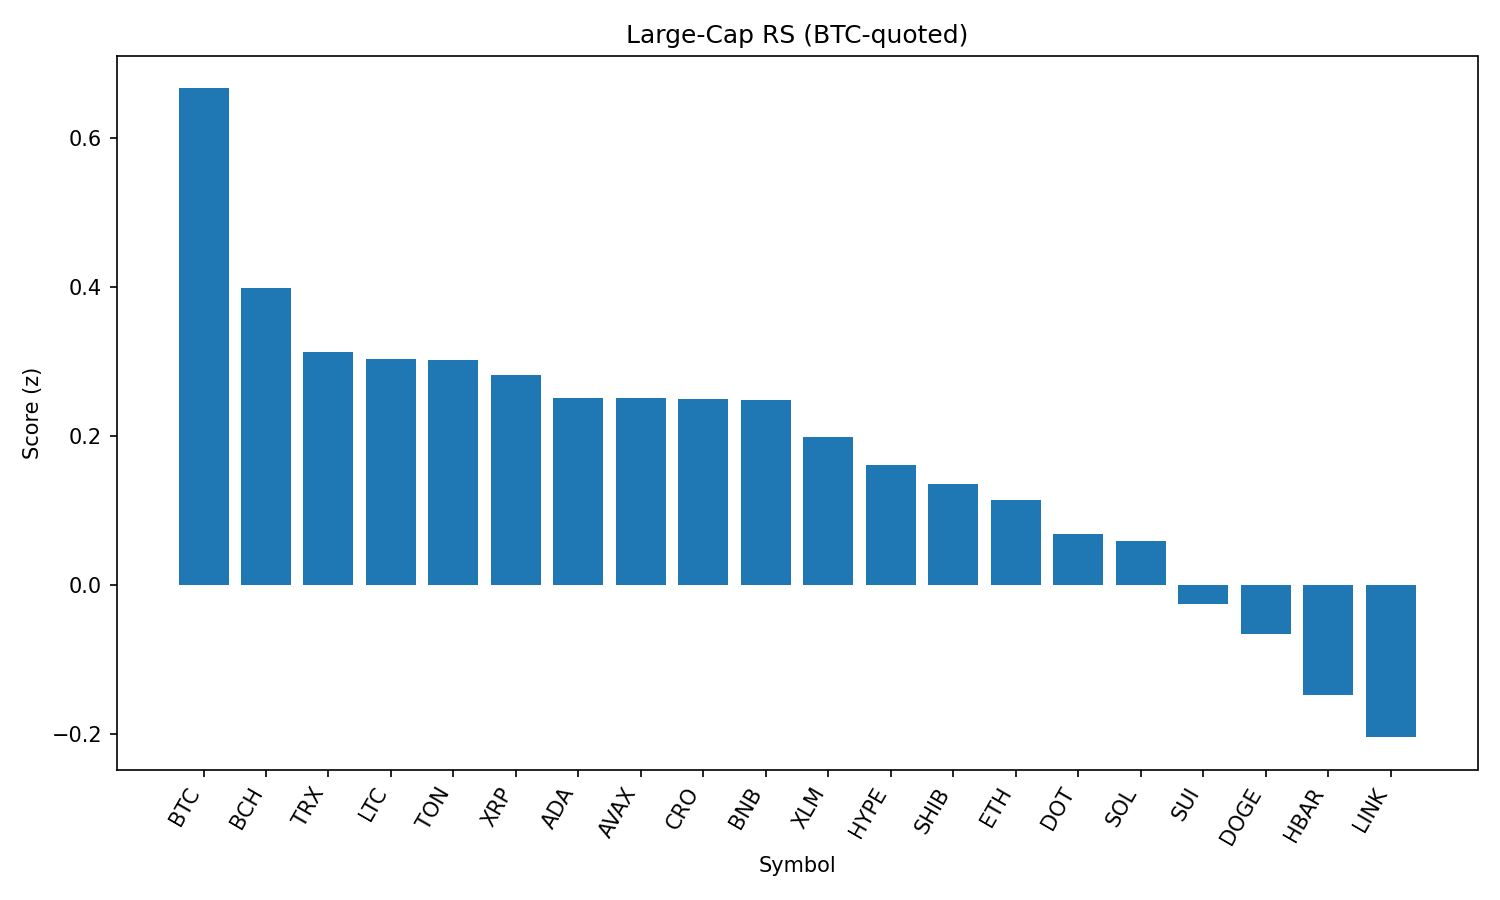 Large-Cap RS (BTC-quoted)
Score (z)
0.6
0.4
0.2
0.0
−0.2
BTC
BCH
TRX
LTC
TON
XRP
ADA
AVAX
CRO
BNB
XLM
HYPE
SHIB
ETH
DOT
SOL
SUI
DOGE
HBAR
LINK
Symbol